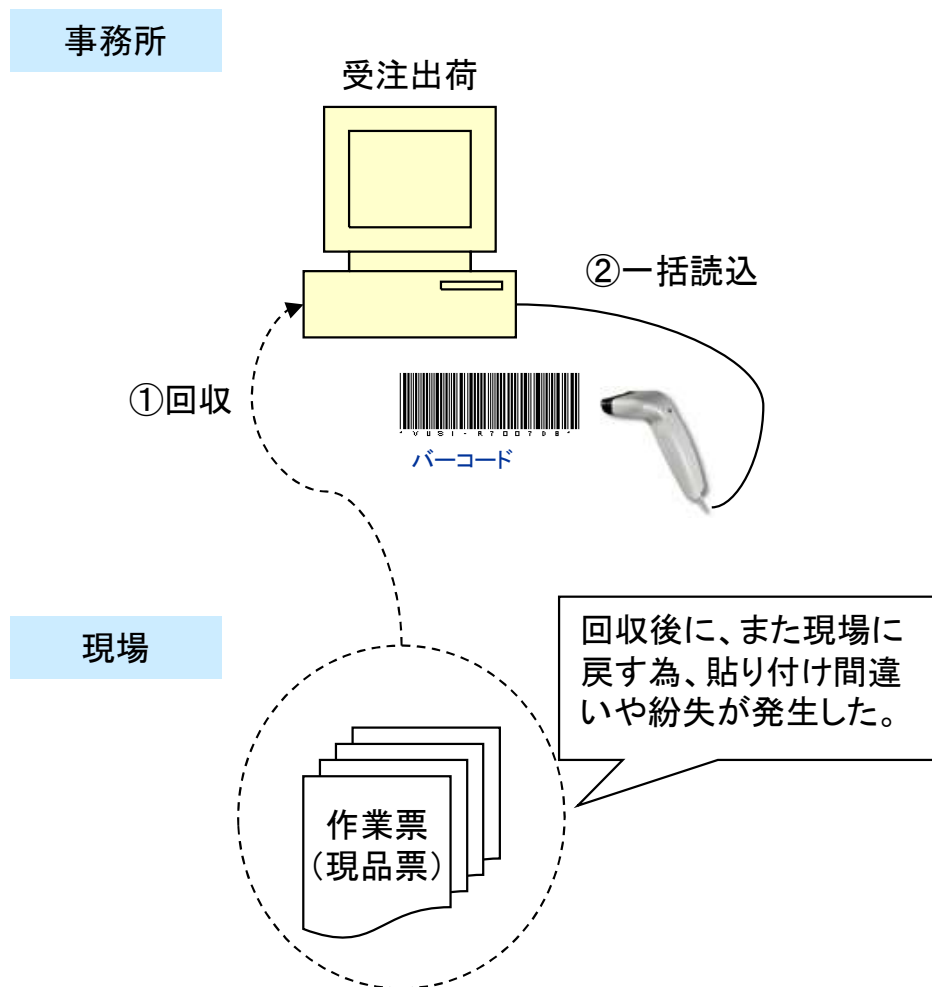 事務所
受注出荷
②一括読込
①回収
バーコード
現場
回収後に、また現場に
戻す為、貼り付け間違
いや紛失が発生した。
作業票
（現品票）